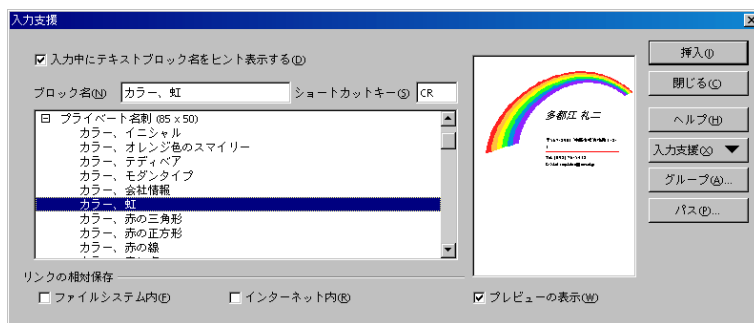 入力支援
入力中にテキストブロック名をヒント表示する(D)
ブロック名(N) カラー、虹 ショートカットキー(S) CR
プライベート名刺 (85 x 50)
カラー、イニシャル
カラー、オレンジ色のスマイリー
カラー、テディベア
カラー、モダンタイプ
カラー、会社情報
カラー、虹
カラー、赤の三角形
カラー、赤の正方形
カラー、赤の線
多都江 礼二
挿入(I)
閉じる(C)
ヘルプ(H)
入力支援(X)
グループ(A)...
パス(P)...
リンクの相対保存
ファイルシステム内(F) インターネット内(R) プレビューの表示(W)